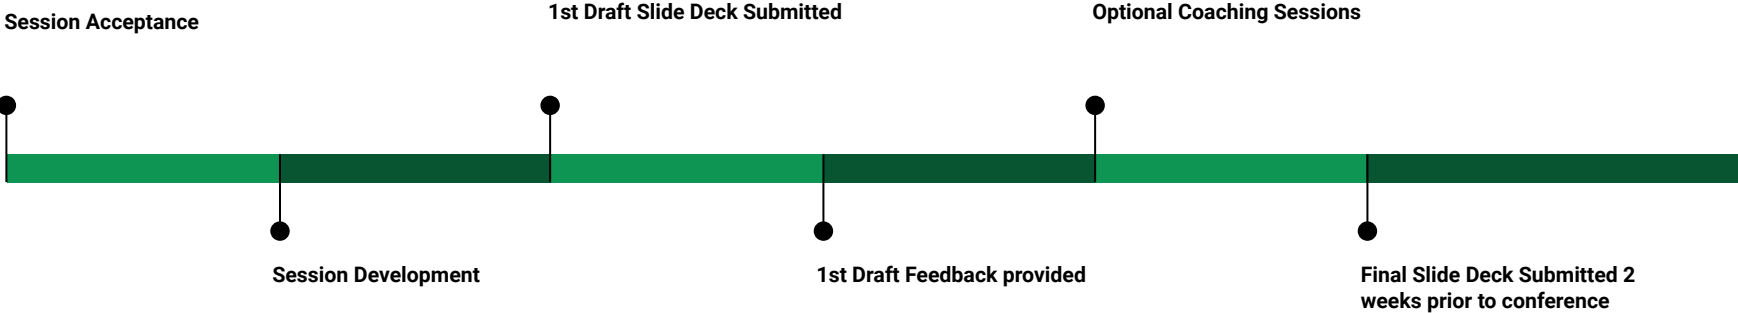 Session Acceptance
1st Draft Slide Deck Submitted
Optional Coaching Sessions
Session Development
1st Draft Feedback provided
Final Slide Deck Submitted 2
weeks prior to conference